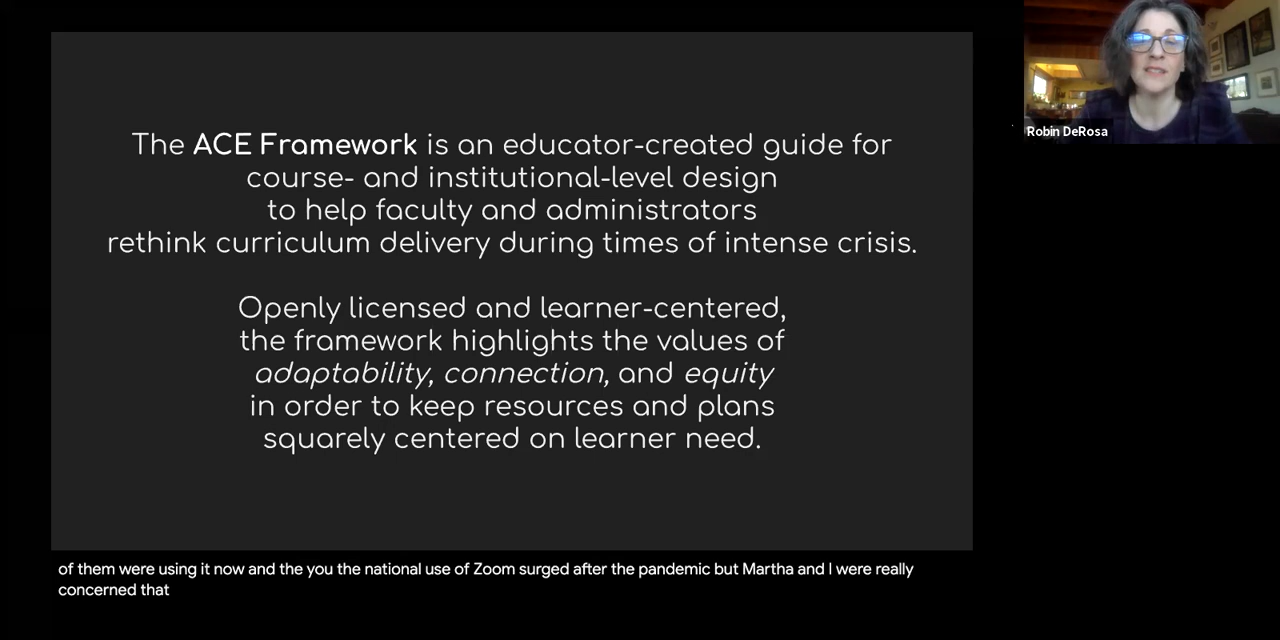 The ACE Framework is an educator-created guide for
course- and institutional-level design
to help faculty and administrators
rethink curriculum delivery during times of intense crisis.
Openly licensed and learner-centered,
the framework highlights the values of
adaptability, connection, and equity
in order to keep resources and plans
squarely centered on learner need.
Robin DeRosa
of them were using it now and the you the national use of Zoom surged after the pandemic but Martha and I were really
concerned that